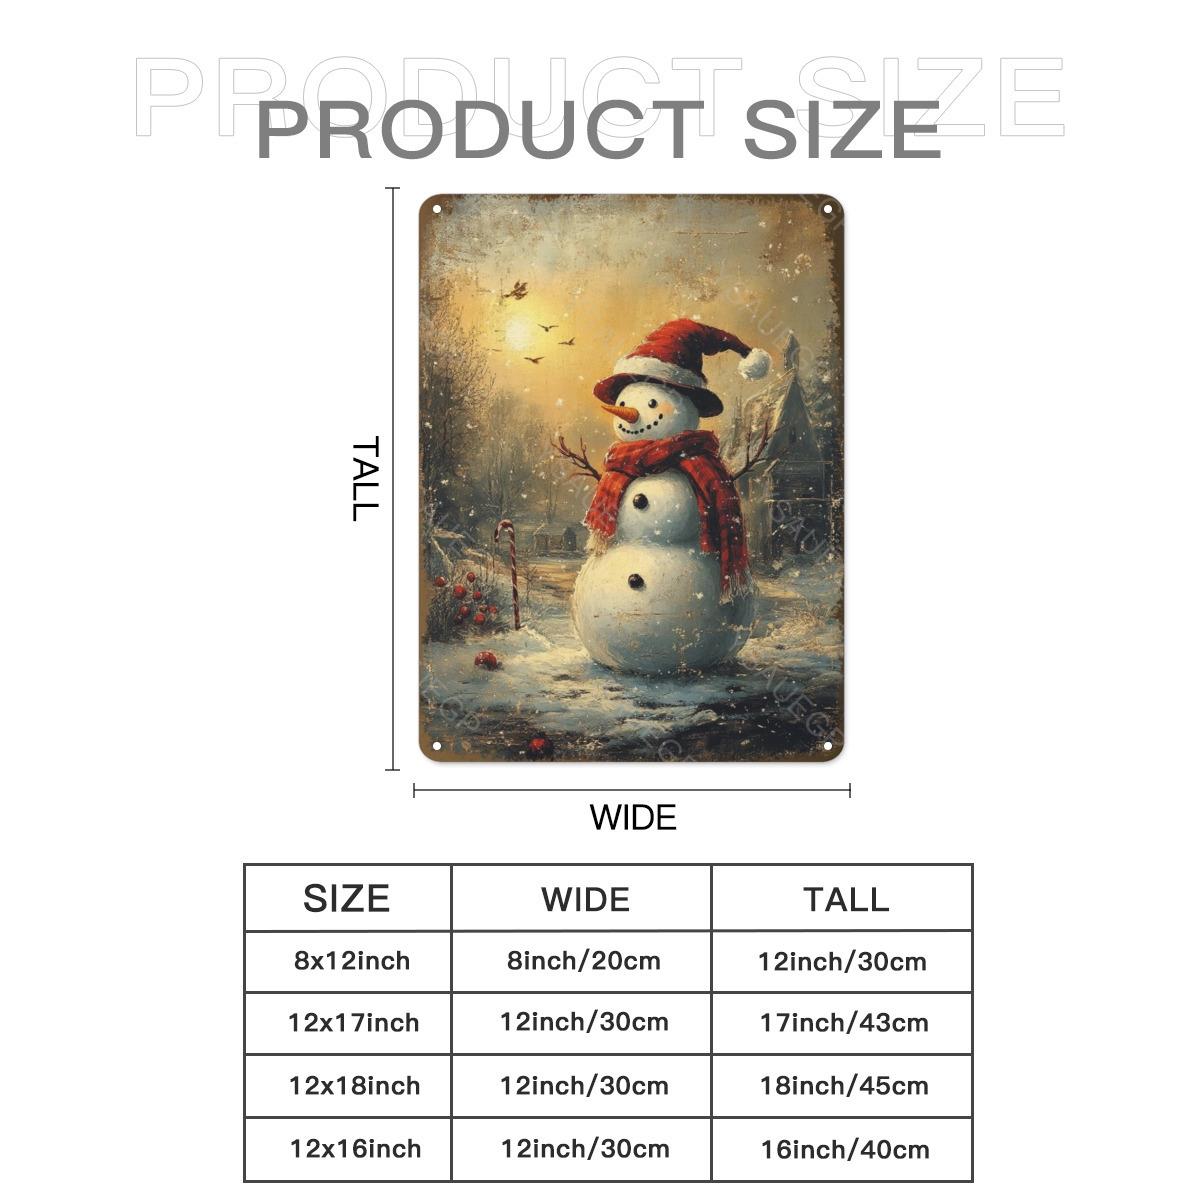 PRODUCT SIZE
PRODUCT SIZE
TALL
WIDE
SIZE WIDE TALL
8x12inch 8inch/20cm 12inch/30cm
12x17inch 12inch/30cm 17inch/43cm
12x18inch 12inch/30cm 18inch/45cm
12x16inch 12inch/30cm 16inch/40cm